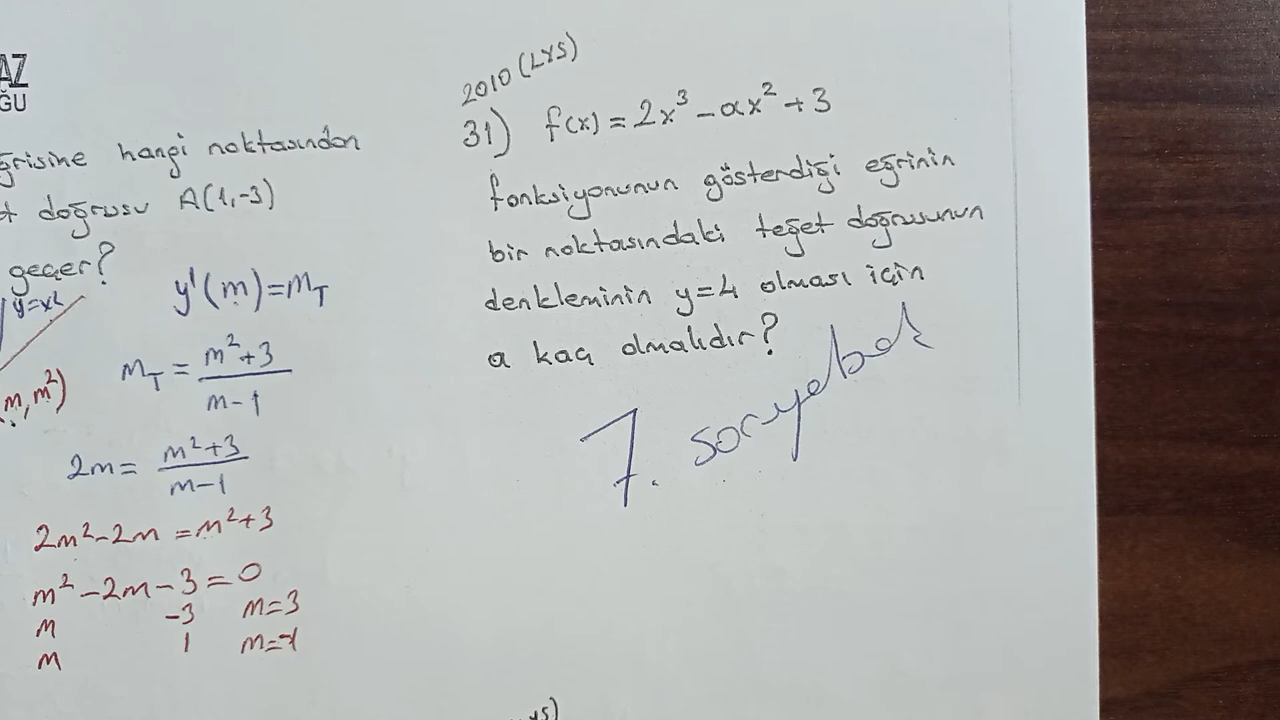 AZ
ĞU
ğrisine hangi noktasından
et doğrusu A(1,-3)
geçer?
y=x²
y'(m)=m_T
(m,m²)
m_T = (m²+3)/(m-1)
2m = (m²+3)/(m-1)
2m²-2m = m²+3
m²-2m-3=0
m -3 m=3
m 1 m=-1
2010 (LYS)
31) f(x) = 2x³ - ax² + 3
fonksiyonunun gösterdiği eğrinin
bir noktasındaki teğet doğrusunun
denkleminin y=4 olması için
a kaç olmalıdır?
7. soruya bak
YS)